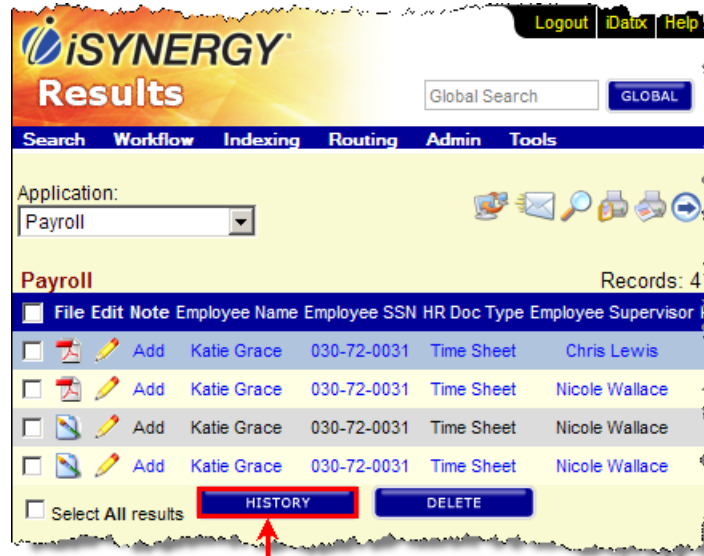 Logout iDatix Help
iSYNERGY
Results
Global Search GLOBAL
Search Workflow Indexing Routing Admin Tools
Application:
Payroll
Payroll Records: 4
File Edit Note Employee Name Employee SSN HR Doc Type Employee Supervisor
Add Katie Grace 030-72-0031 Time Sheet Chris Lewis
Add Katie Grace 030-72-0031 Time Sheet Nicole Wallace
Add Katie Grace 030-72-0031 Time Sheet Nicole Wallace
Add Katie Grace 030-72-0031 Time Sheet Nicole Wallace
Select All results HISTORY DELETE